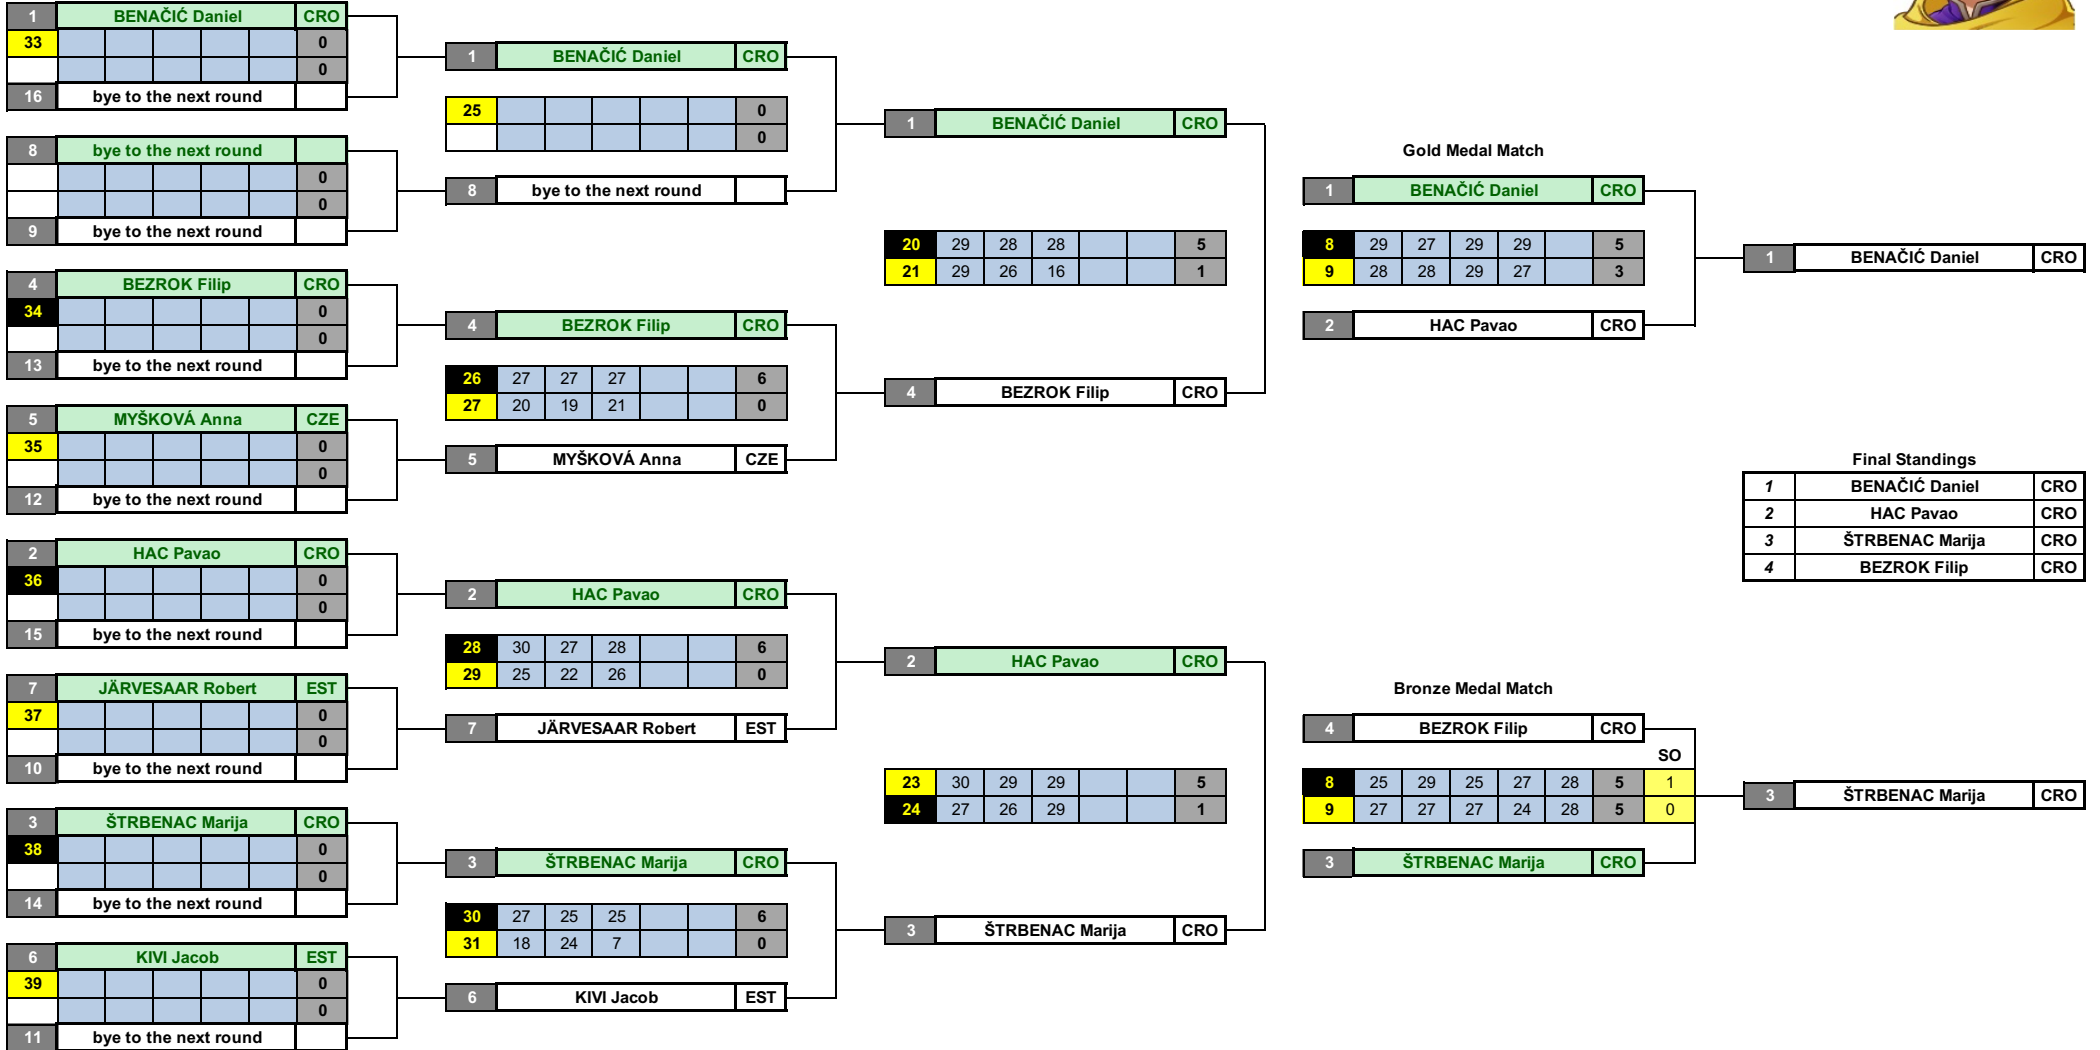 1 BENAČIĆ Daniel CRO
33 0
0
16 bye to the next round
8 bye to the next round
0
0
9 bye to the next round
4 BEZROK Filip CRO
34 0
0
13 bye to the next round
5 MYŠKOVÁ Anna CZE
35 0
0
12 bye to the next round
2 HAC Pavao CRO
36 0
0
15 bye to the next round
7 JÄRVESAAR Robert EST
37 0
0
10 bye to the next round
3 ŠTRBENAC Marija CRO
38 0
0
14 bye to the next round
6 KIVI Jacob EST
39 0
0
11 bye to the next round
1 BENAČIĆ Daniel CRO
25 0
0
8 bye to the next round
4 BEZROK Filip CRO
26 27 27 27 6
27 20 19 21 0
5 MYŠKOVÁ Anna CZE
2 HAC Pavao CRO
28 30 27 28 6
29 25 22 26 0
7 JÄRVESAAR Robert EST
3 ŠTRBENAC Marija CRO
30 27 25 25 6
31 18 24 7 0
6 KIVI Jacob EST
1 BENAČIĆ Daniel CRO
20 29 28 28 5
21 29 26 16 1
4 BEZROK Filip CRO
2 HAC Pavao CRO
23 30 29 29 5
24 27 26 29 1
3 ŠTRBENAC Marija CRO
Gold Medal Match
1 BENAČIĆ Daniel CRO
8 29 27 29 29 5
9 28 28 29 27 3
2 HAC Pavao CRO
Bronze Medal Match
4 BEZROK Filip CRO
SO
8 25 29 25 27 28 5 1
9 27 27 27 24 28 5 0
3 ŠTRBENAC Marija CRO
1 BENAČIĆ Daniel CRO
Final Standings
1 BENAČIĆ Daniel CRO
2 HAC Pavao CRO
3 ŠTRBENAC Marija CRO
4 BEZROK Filip CRO
3 ŠTRBENAC Marija CRO